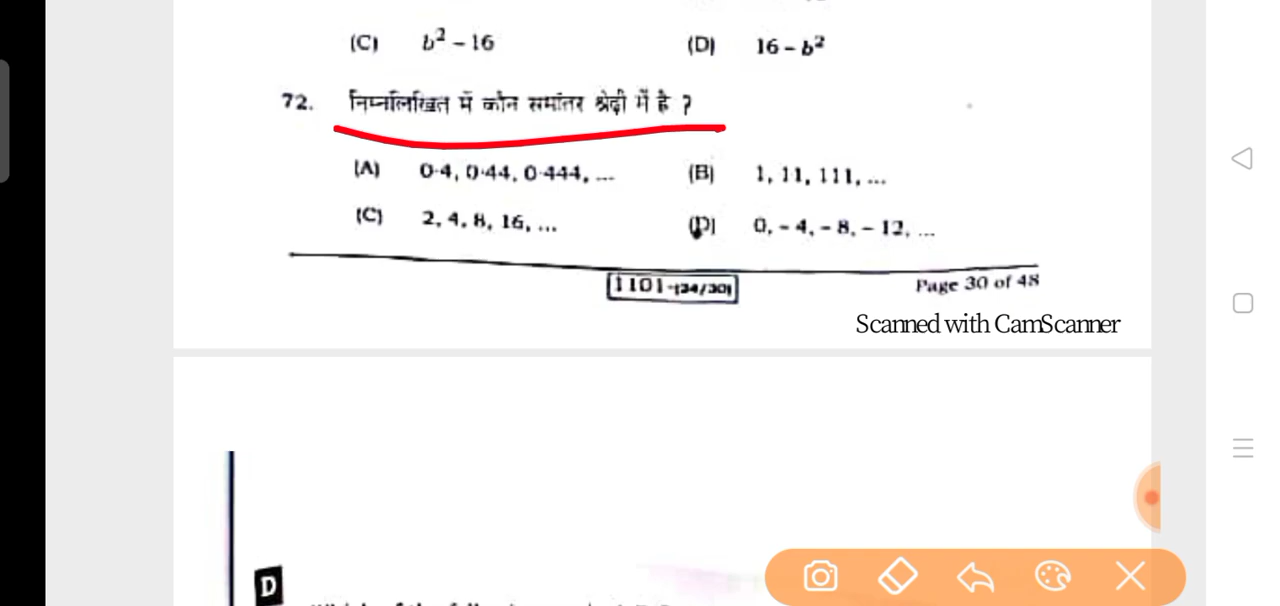 (C) b² – 16 (D) 16 – b²
72. निम्नलिखित में कौन समांतर श्रेढ़ी में है ?
(A) 0·4, 0·44, 0·444, ... (B) 1, 11, 111, ...
(C) 2, 4, 8, 16, ... (D) 0, – 4, – 8, – 12, ...
1101-(34/30) Page 30 of 48
Scanned with CamScanner
D